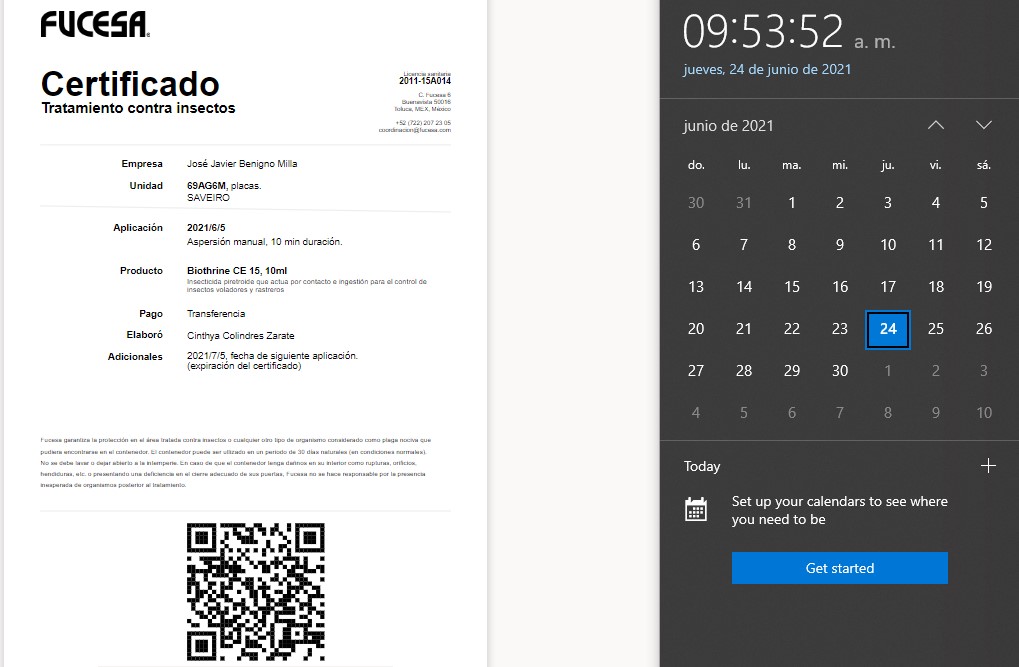 FUCESA®
Certificado
Tratamiento contra insectos
Licencia sanitaria
2011-15A014
C. Fucesa 6
Buenavista 50016
Toluca, MEX, México
+52 (722) 207 23 05
coordinacion@fucesa.com
Empresa José Javier Benigno Milla
Unidad 69AG6M, placas.
SAVEIRO
Aplicación 2021/6/5
Aspersión manual, 10 min duración.
Producto Biothrine CE 15, 10ml
Insecticida piretroide que actua por contacto e ingestión para el control de
insectos voladores y rastreros
Pago Transferencia
Elaboró Cinthya Colindres Zarate
Adicionales 2021/7/5, fecha de siguiente aplicación.
(expiración del certificado)
Fucesa garantiza la protección en el área tratada contra insectos o cualquier otro tipo de organismo considerado como plaga nociva que
pudiera encontrarse en el contenedor. El contenedor puede ser utlizado en un periodo de 30 días naturales (en condiciones normales).
No se debe lavar o dejar abierto a la intemperie. En caso de que el contenedor tenga dañinos en su interior como rupturas, orificios,
hendiduras, etc. o presentando una deficiencia en el cierre adecuado de sus puertas, Fucesa no se hace responsable por la presencia
inesperada de organismos posterior al tratamiento.
09:53:52 a. m.
jueves, 24 de junio de 2021
junio de 2021
do. lu. ma. mi. ju. vi. sá.
30 31 1 2 3 4 5
6 7 8 9 10 11 12
13 14 15 16 17 18 19
20 21 22 23 24 25 26
27 28 29 30 1 2 3
4 5 6 7 8 9 10
Today
Set up your calendars to see where
you need to be
Get started